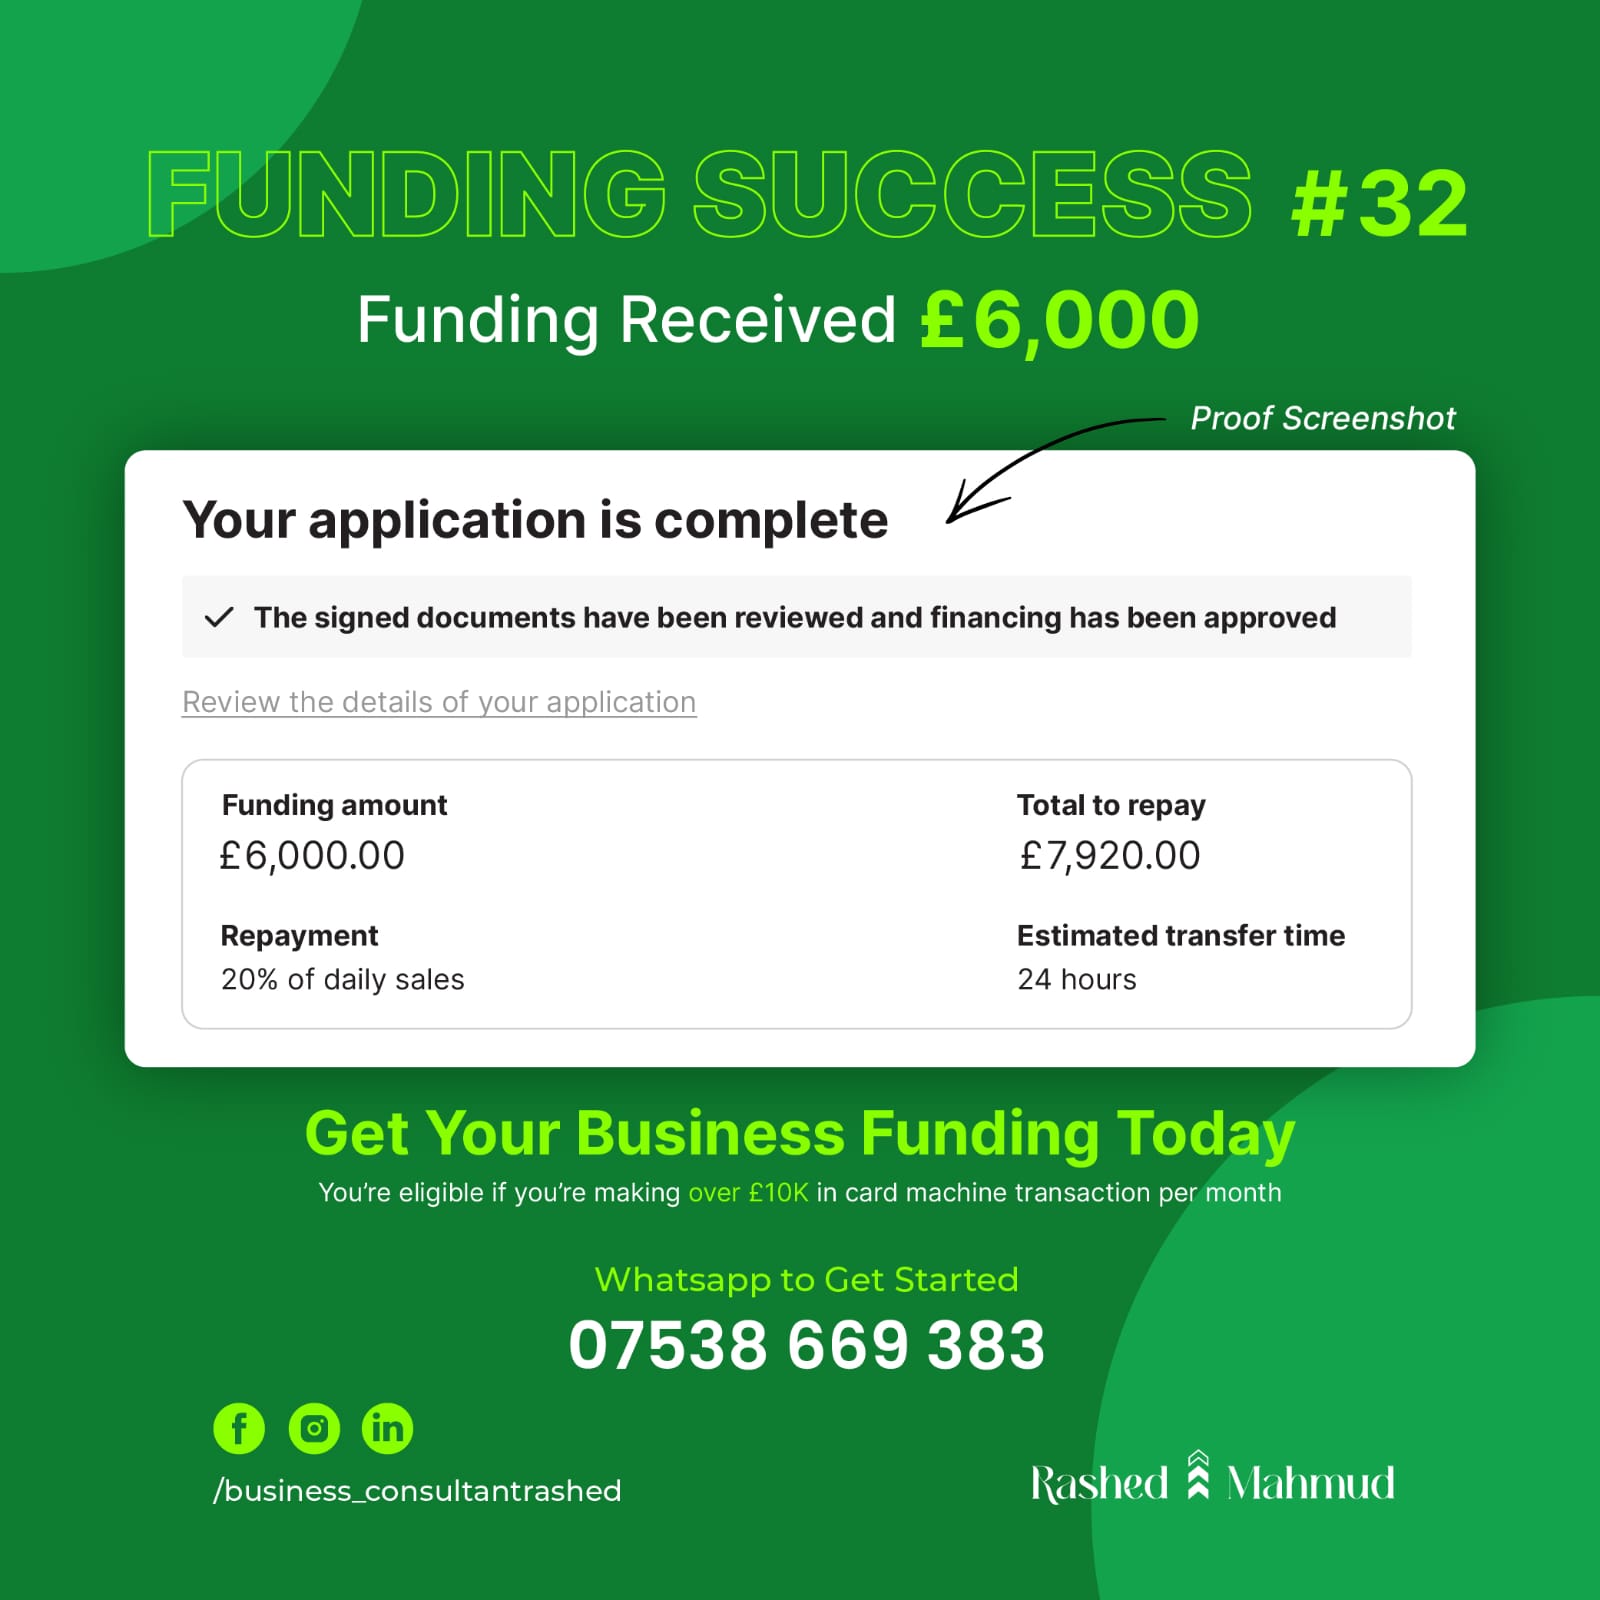 FUNDING SUCCESS #32
Funding Received £6,000
Proof Screenshot
Your application is complete
The signed documents have been reviewed and financing has been approved
Review the details of your application
Funding amount
£6,000.00
Total to repay
£7,920.00
Repayment
20% of daily sales
Estimated transfer time
24 hours
Get Your Business Funding Today
You’re eligible if you’re making over £10K in card machine transaction per month
Whatsapp to Get Started
07538 669 383
/business_consultantrashed
Rashed Mahmud